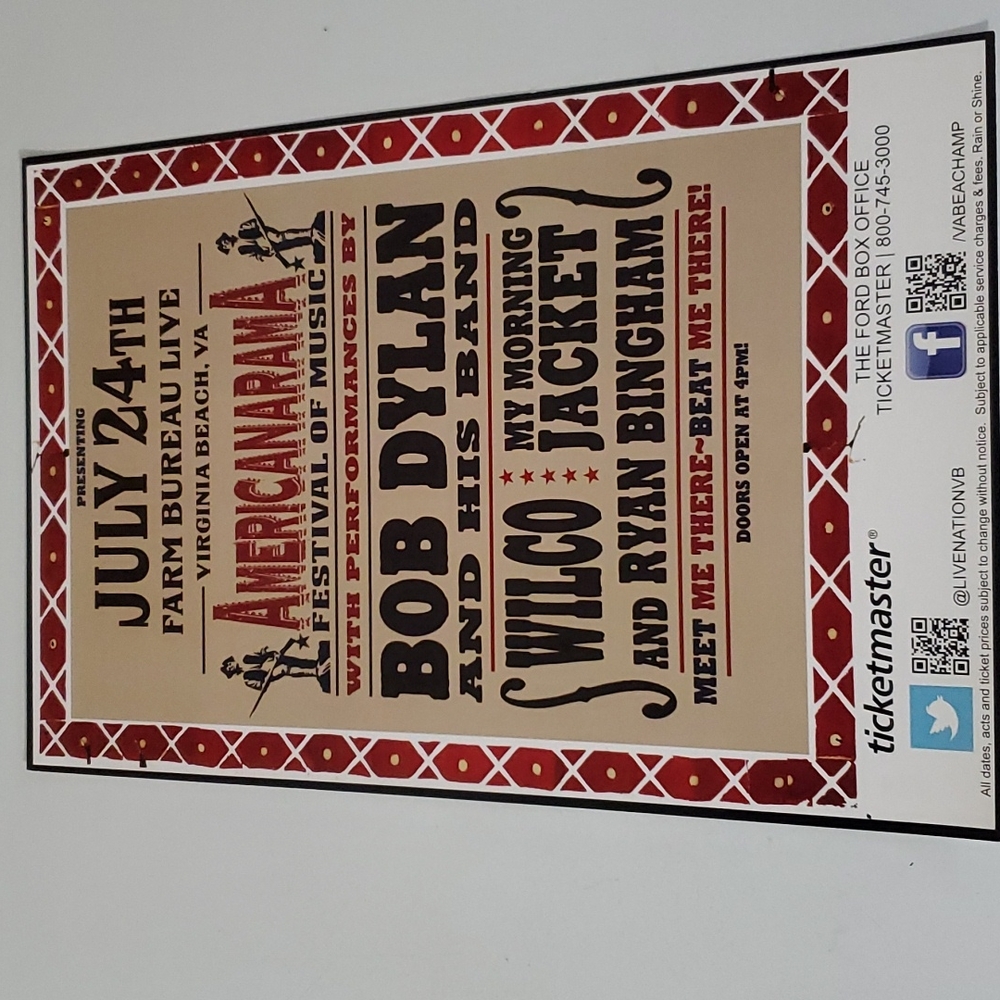 PRESENTING
JULY 24TH
FARM BUREAU LIVE
VIRGINIA BEACH, VA
AMERICANARAMA
FESTIVAL OF MUSIC
WITH PERFORMANCES BY
BOB DYLAN
AND HIS BAND
WILCO ★★★★★ MY MORNING JACKET
AND RYAN BINGHAM
MEET ME THERE~BEAT ME THERE!
DOORS OPEN AT 4PM!
ticketmaster®
THE FORD BOX OFFICE
TICKETMASTER | 800-745-3000
@LIVENATIONVB
f /VABEACHAMP
All dates, acts and ticket prices subject to change without notice. Subject to applicable service charges & fees. Rain or Shine.